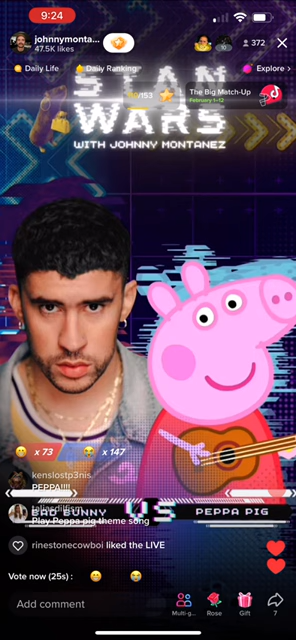 9:24
johnnymonta...
47.5K likes
372
Daily Life
Daily Ranking
Explore >
STAN
/153
The Big Match-Up
February 1-12
WARS
WITH JOHNNY MONTANEZ
x 73
x 147
kenslostp3nis
PEPPA!!!!
Play Peppa pig theme song
BAD BUNNY
VS
PEPPA PIG
rinestonecowboi liked the LIVE
Vote now (25s) :
Add comment
Multi-g...
Rose
Gift
7